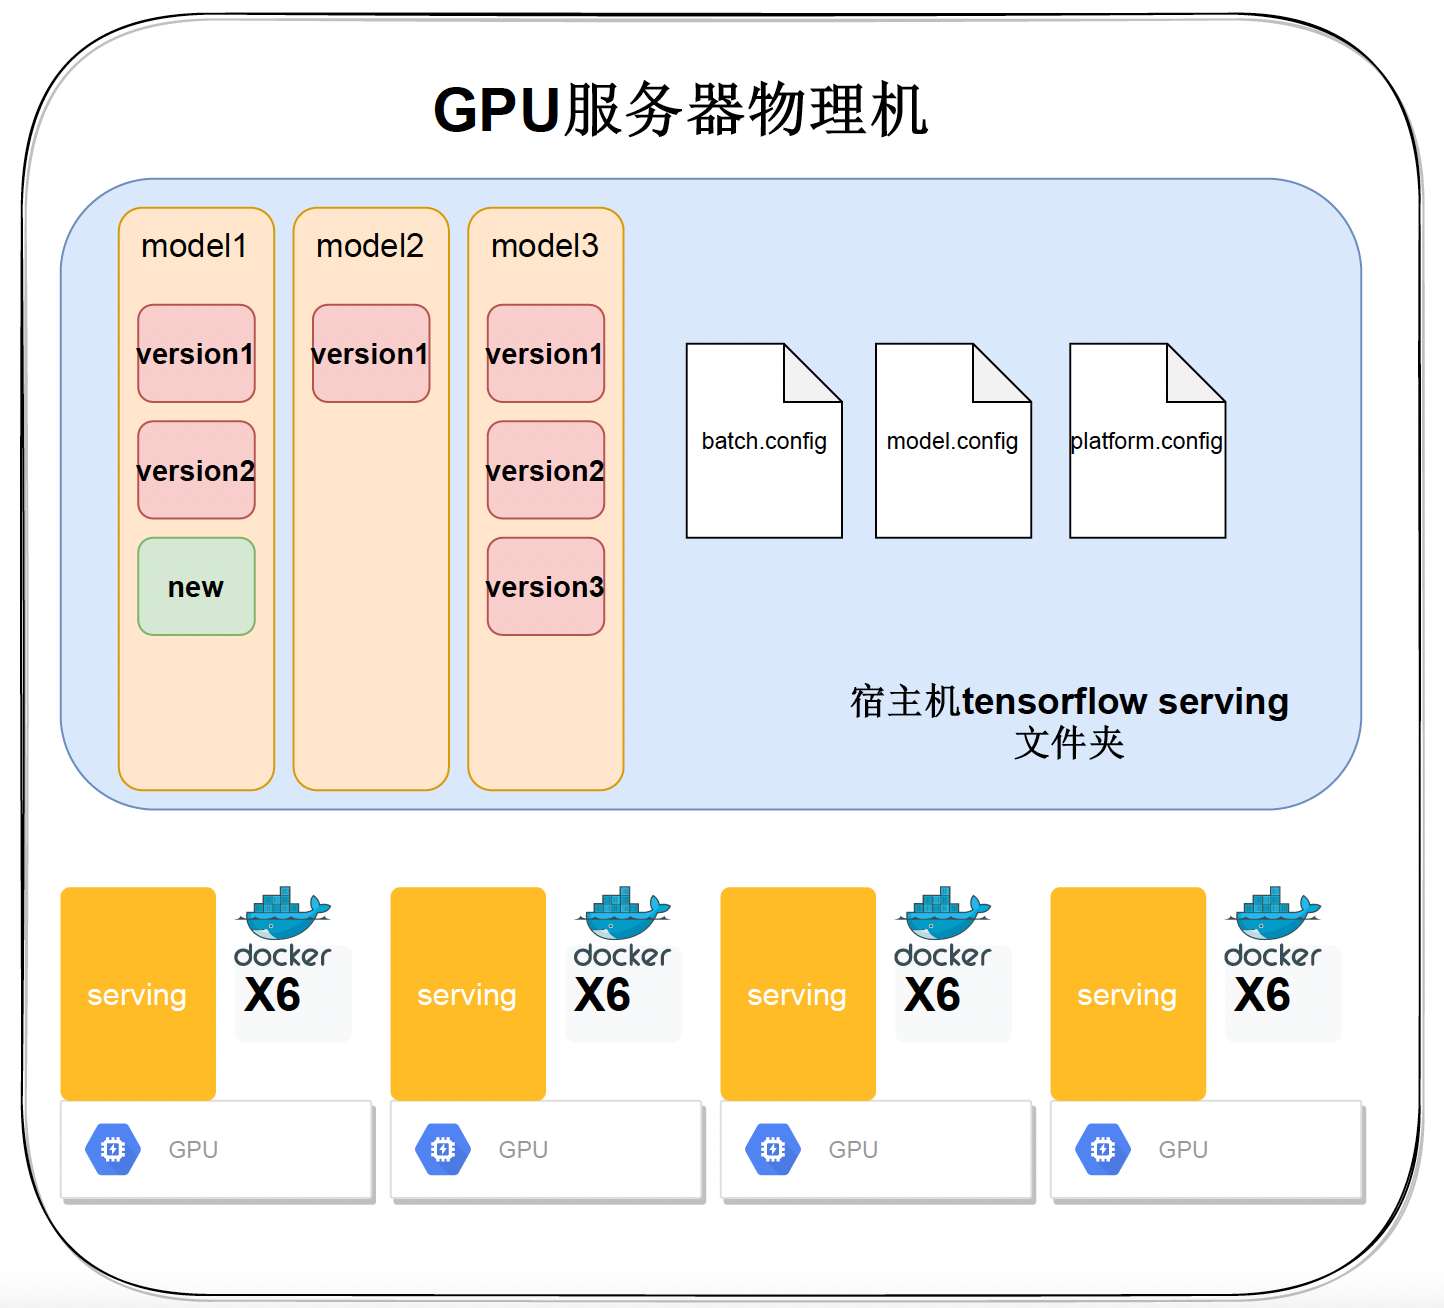 GPU服务器物理机
model1
model2
model3
version1
version1
version1
version2
version2
new
version3
batch.config
model.config
platform.config
宿主机tensorflow serving
文件夹
serving
docker
X6
serving
docker
X6
serving
docker
X6
serving
docker
X6
GPU
GPU
GPU
GPU